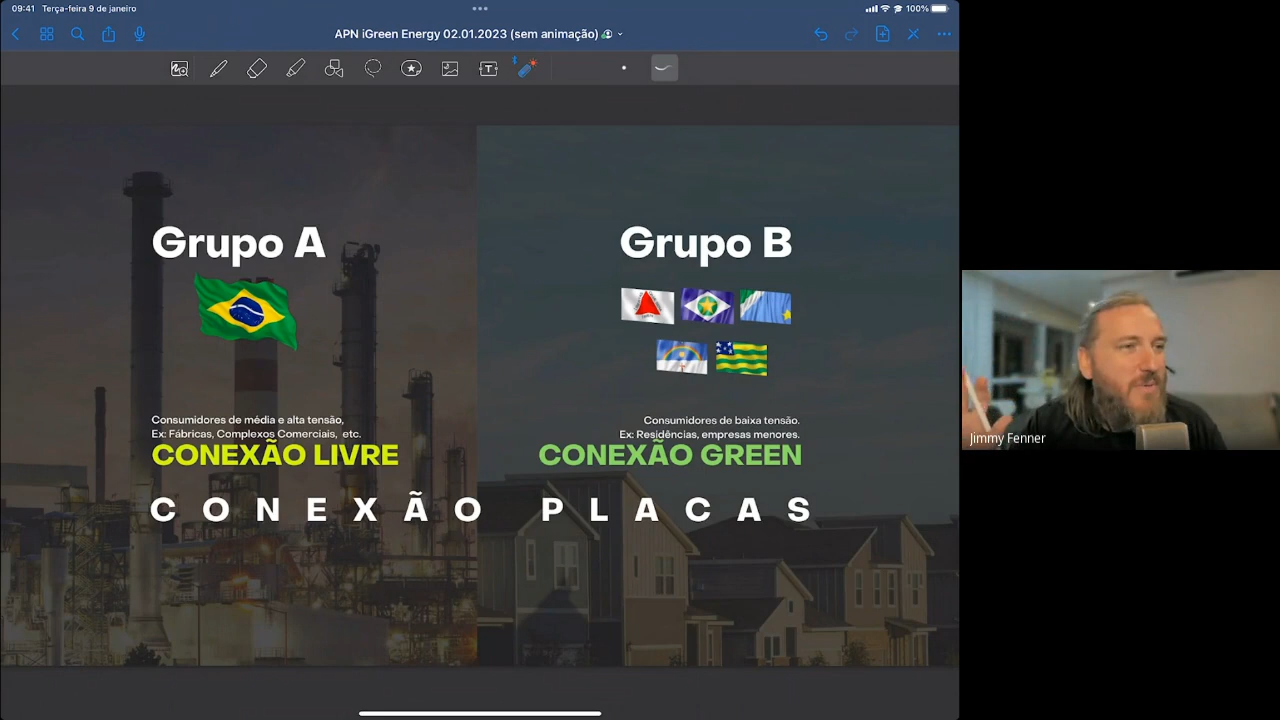 09:41 Terça-feira 9 de janeiro
100%
APN iGreen Energy 02.01.2023 (sem animação)
Grupo A
Consumidores de média e alta tensão,
Ex: Fábricas, Complexos Comerciais, etc.
CONEXÃO LIVRE
Grupo B
Consumidores de baixa tensão.
Ex: Residências, empresas menores.
CONEXÃO GREEN
CONEXÃO PLACAS
Jimmy Fenner